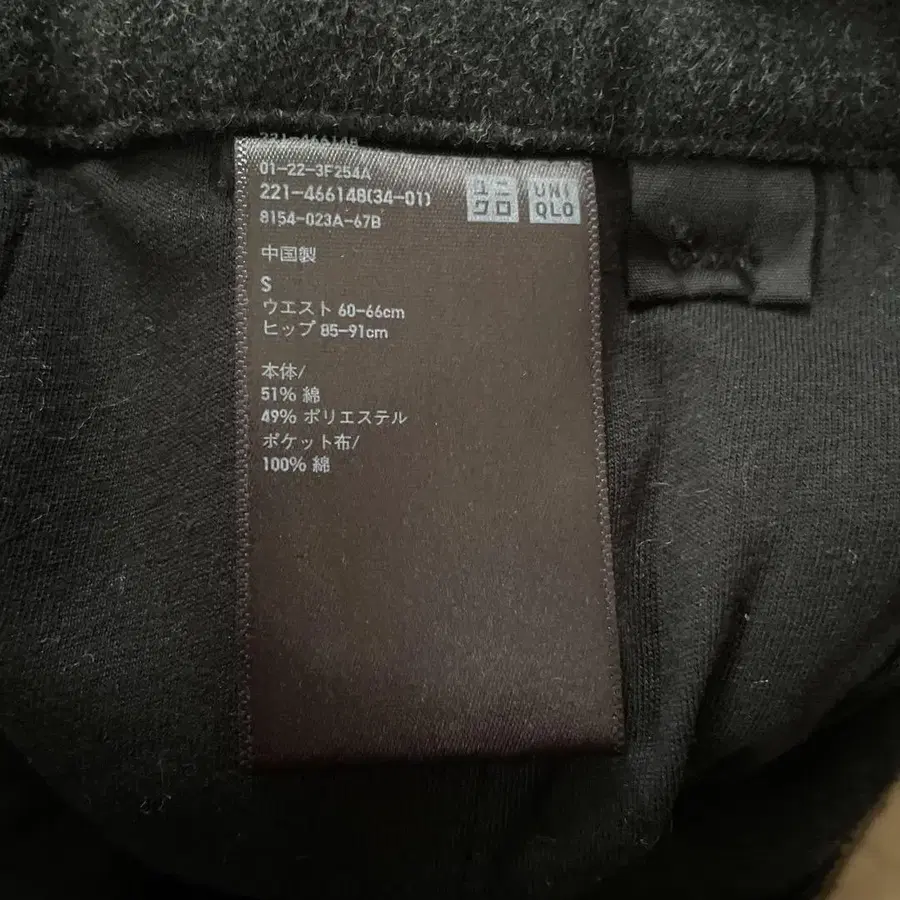 221-466148
01-22-3F254A
221-466148(34-01)
8154-023A-67B
ユニ
クロ
UNI
QLO
中国製
S
ウエスト 60-66cm
ヒップ 85-91cm
本体/
51% 綿
49% ポリエステル
ポケット布/
100% 綿